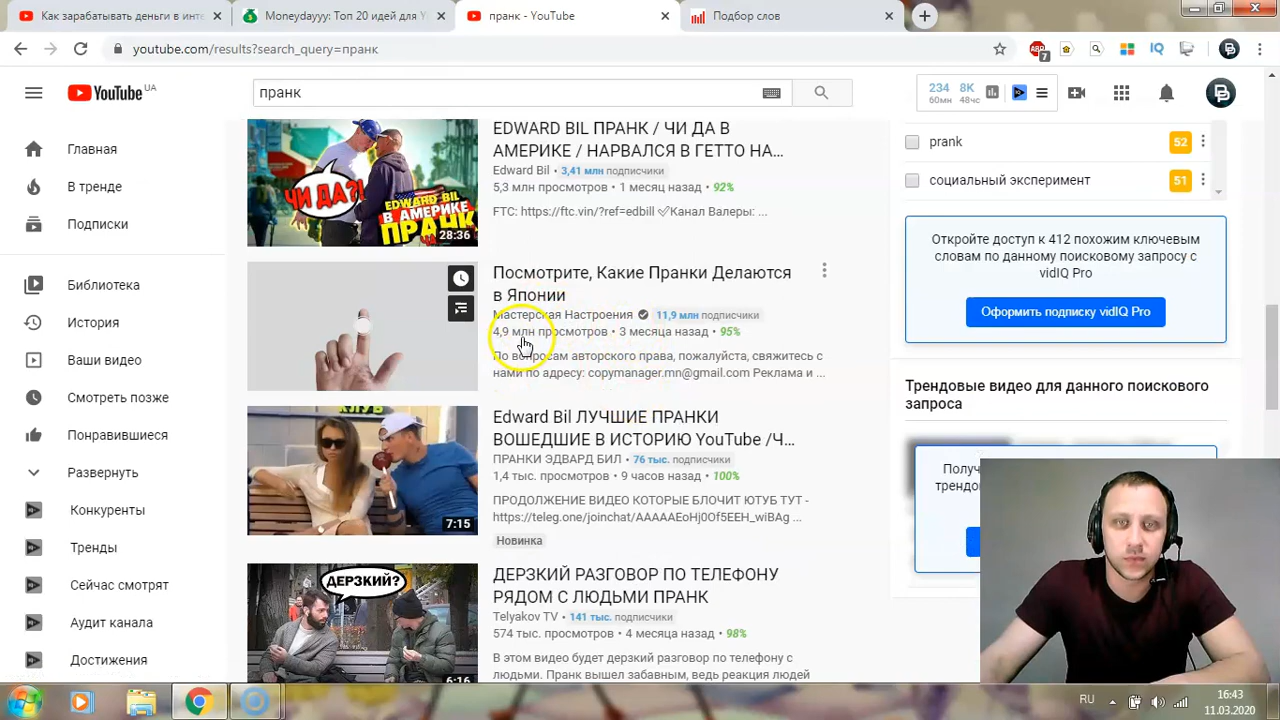 Как зарабатывать деньги в инте
Moneydayyy: Топ 20 идей для Y
пранк - YouTube
Подбор слов
youtube.com/results?search_query=пранк
ABP
7
IQ
YouTube UA
пранк
234 8K
60мн 48чс
Главная
В тренде
Подписки
Библиотека
История
Ваши видео
Смотреть позже
Понравившиеся
Развернуть
Конкуренты
Тренды
Сейчас смотрят
Аудит канала
Достижения
ЧИ ДА?!
EDWARD BIL
В АМЕРИКЕ
ПРАНК
28:36
EDWARD BIL ПРАНК / ЧИ ДА В
АМЕРИКЕ / НАРВАЛСЯ В ГЕТТО НА...
Edward Bil • 3,41 млн подписчики
5,3 млн просмотров • 1 месяц назад • 92%
FTC: https://ftc.vin/?ref=edbill ✅Канал Валеры: ...
Посмотрите, Какие Пранки Делаются
в Японии
Мастерская Настроения 11,9 млн подписчики
4,9 млн просмотров • 3 месяца назад • 95%
По вопросам авторского права, пожалуйста, свяжитесь с
нами по адресу: copymanager.mn@gmail.com Реклама и ...
КЛУБ
7:15
Edward Bil ЛУЧШИЕ ПРАНКИ
ВОШЕДШИЕ В ИСТОРИЮ YouTube /Ч...
ПРАНКИ ЭДВАРД БИЛ • 76 тыс. подписчики
1,4 тыс. просмотров • 9 часов назад • 100%
ПРОДОЛЖЕНИЕ ВИДЕО КОТОРЫЕ БЛОЧИТ ЮТУБ ТУТ -
https://teleg.one/joinchat/AAAAAEoHj0Of5EEH_wiBAg ...
Новинка
ДЕРЗКИЙ?
6:16
ДЕРЗКИЙ РАЗГОВОР ПО ТЕЛЕФОНУ
РЯДОМ С ЛЮДЬМИ ПРАНК
Telyakov TV • 141 тыс. подписчики
574 тыс. просмотров • 4 месяца назад • 98%
В этом видео будет дерзкий разговор по телефону с
людьми. Пранк вышел забавным, ведь реакция людей
prank 52
социальный эксперимент 51
Откройте доступ к 412 похожим ключевым
словам по данному поисковому запросу с
vidIQ Pro
Оформить подписку vidIQ Pro
Трендовые видео для данного поискового
запроса
RU
16:43
11.03.2020